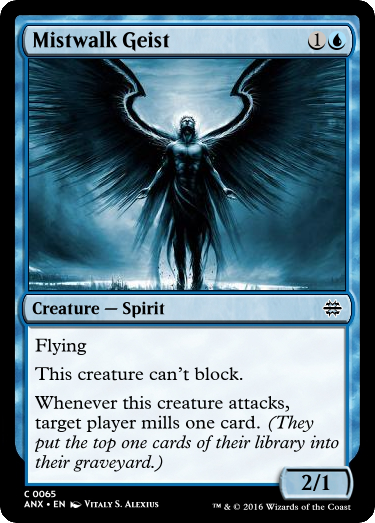 Mistwalk Geist 1
Creature — Spirit
Flying
This creature can't block.
Whenever this creature attacks,
target player mills one card. (They
put the top one cards of their library into
their graveyard.)
2/1
C 0065
ANX • EN Vitaly S. Alexius
™ & © 2016 Wizards of the Coast